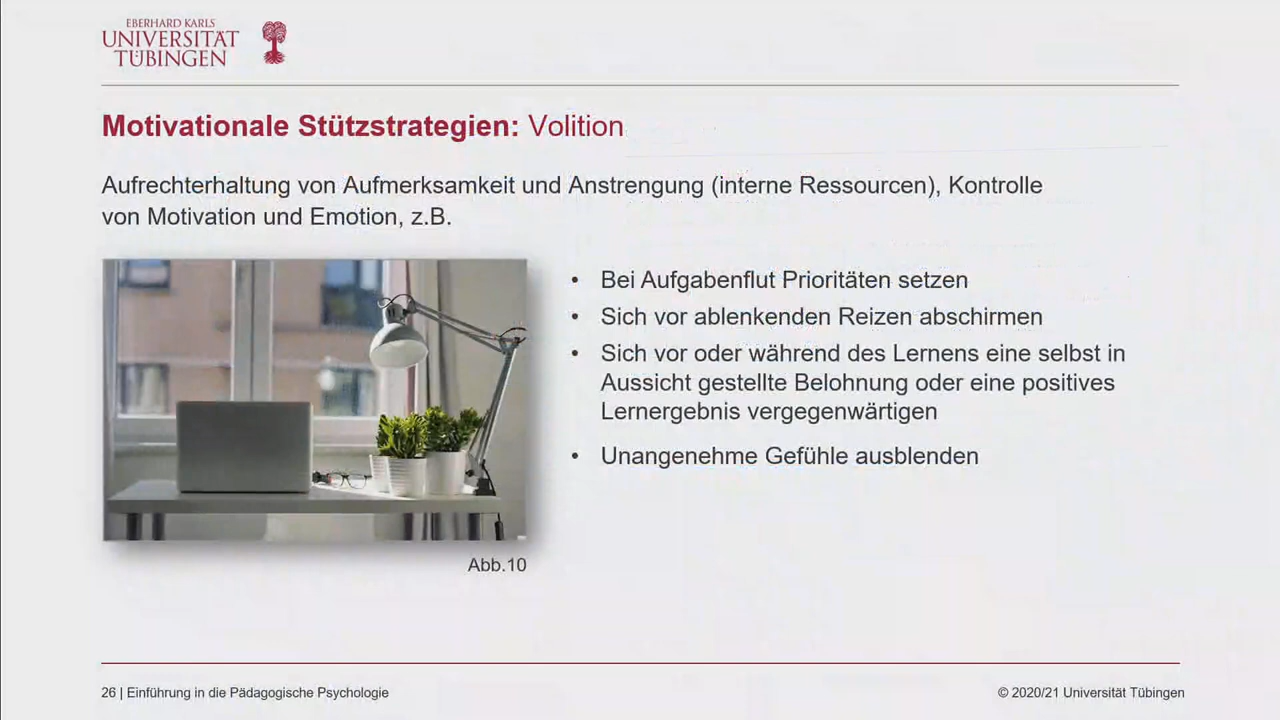 EBERHARD KARLS
UNIVERSITÄT
TÜBINGEN
Motivationale Stützstrategien: Volition
Aufrechterhaltung von Aufmerksamkeit und Anstrengung (interne Ressourcen), Kontrolle
von Motivation und Emotion, z.B.
• Bei Aufgabenflut Prioritäten setzen
• Sich vor ablenkenden Reizen abschirmen
• Sich vor oder während des Lernens eine selbst in
Aussicht gestellte Belohnung oder eine positives
Lernergebnis vergegenwärtigen
• Unangenehme Gefühle ausblenden
Abb.10
26 | Einführung in die Pädagogische Psychologie
© 2020/21 Universität Tübingen